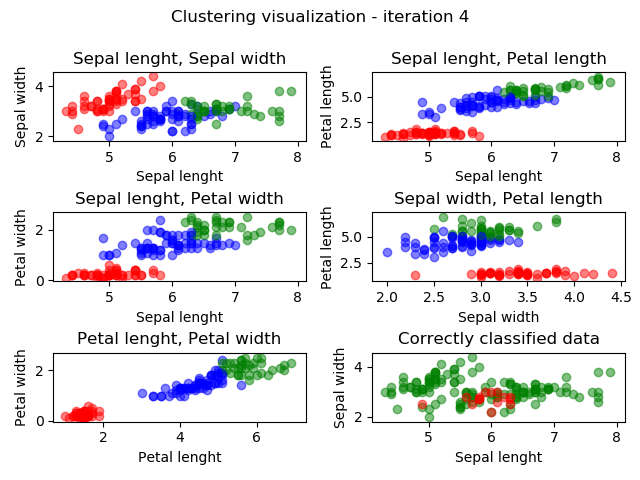 Clustering visualization - iteration 4
Sepal lenght, Sepal width
Sepal width
4
2
5
6
7
8
Sepal lenght
Sepal lenght, Petal length
Petal length
5.0
2.5
5
6
7
8
Sepal lenght
Sepal lenght, Petal width
Petal width
2
0
5
6
7
8
Sepal lenght
Sepal width, Petal length
Petal length
5.0
2.5
2.0
2.5
3.0
3.5
4.0
4.5
Sepal width
Petal lenght, Petal width
Petal width
2
0
2
4
6
Petal lenght
Correctly classified data
Sepal width
4
2
5
6
7
8
Sepal lenght